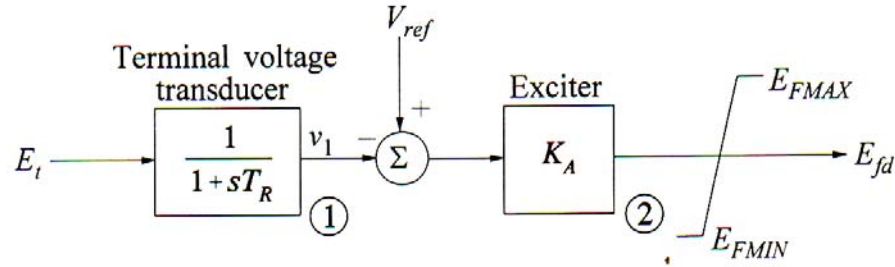 V_ref
Terminal voltage
transducer
Exciter
+
E_FMAX
E_t
1
1+sT_R
v_1
−
Σ
K_A
E_fd
①
②
E_FMIN